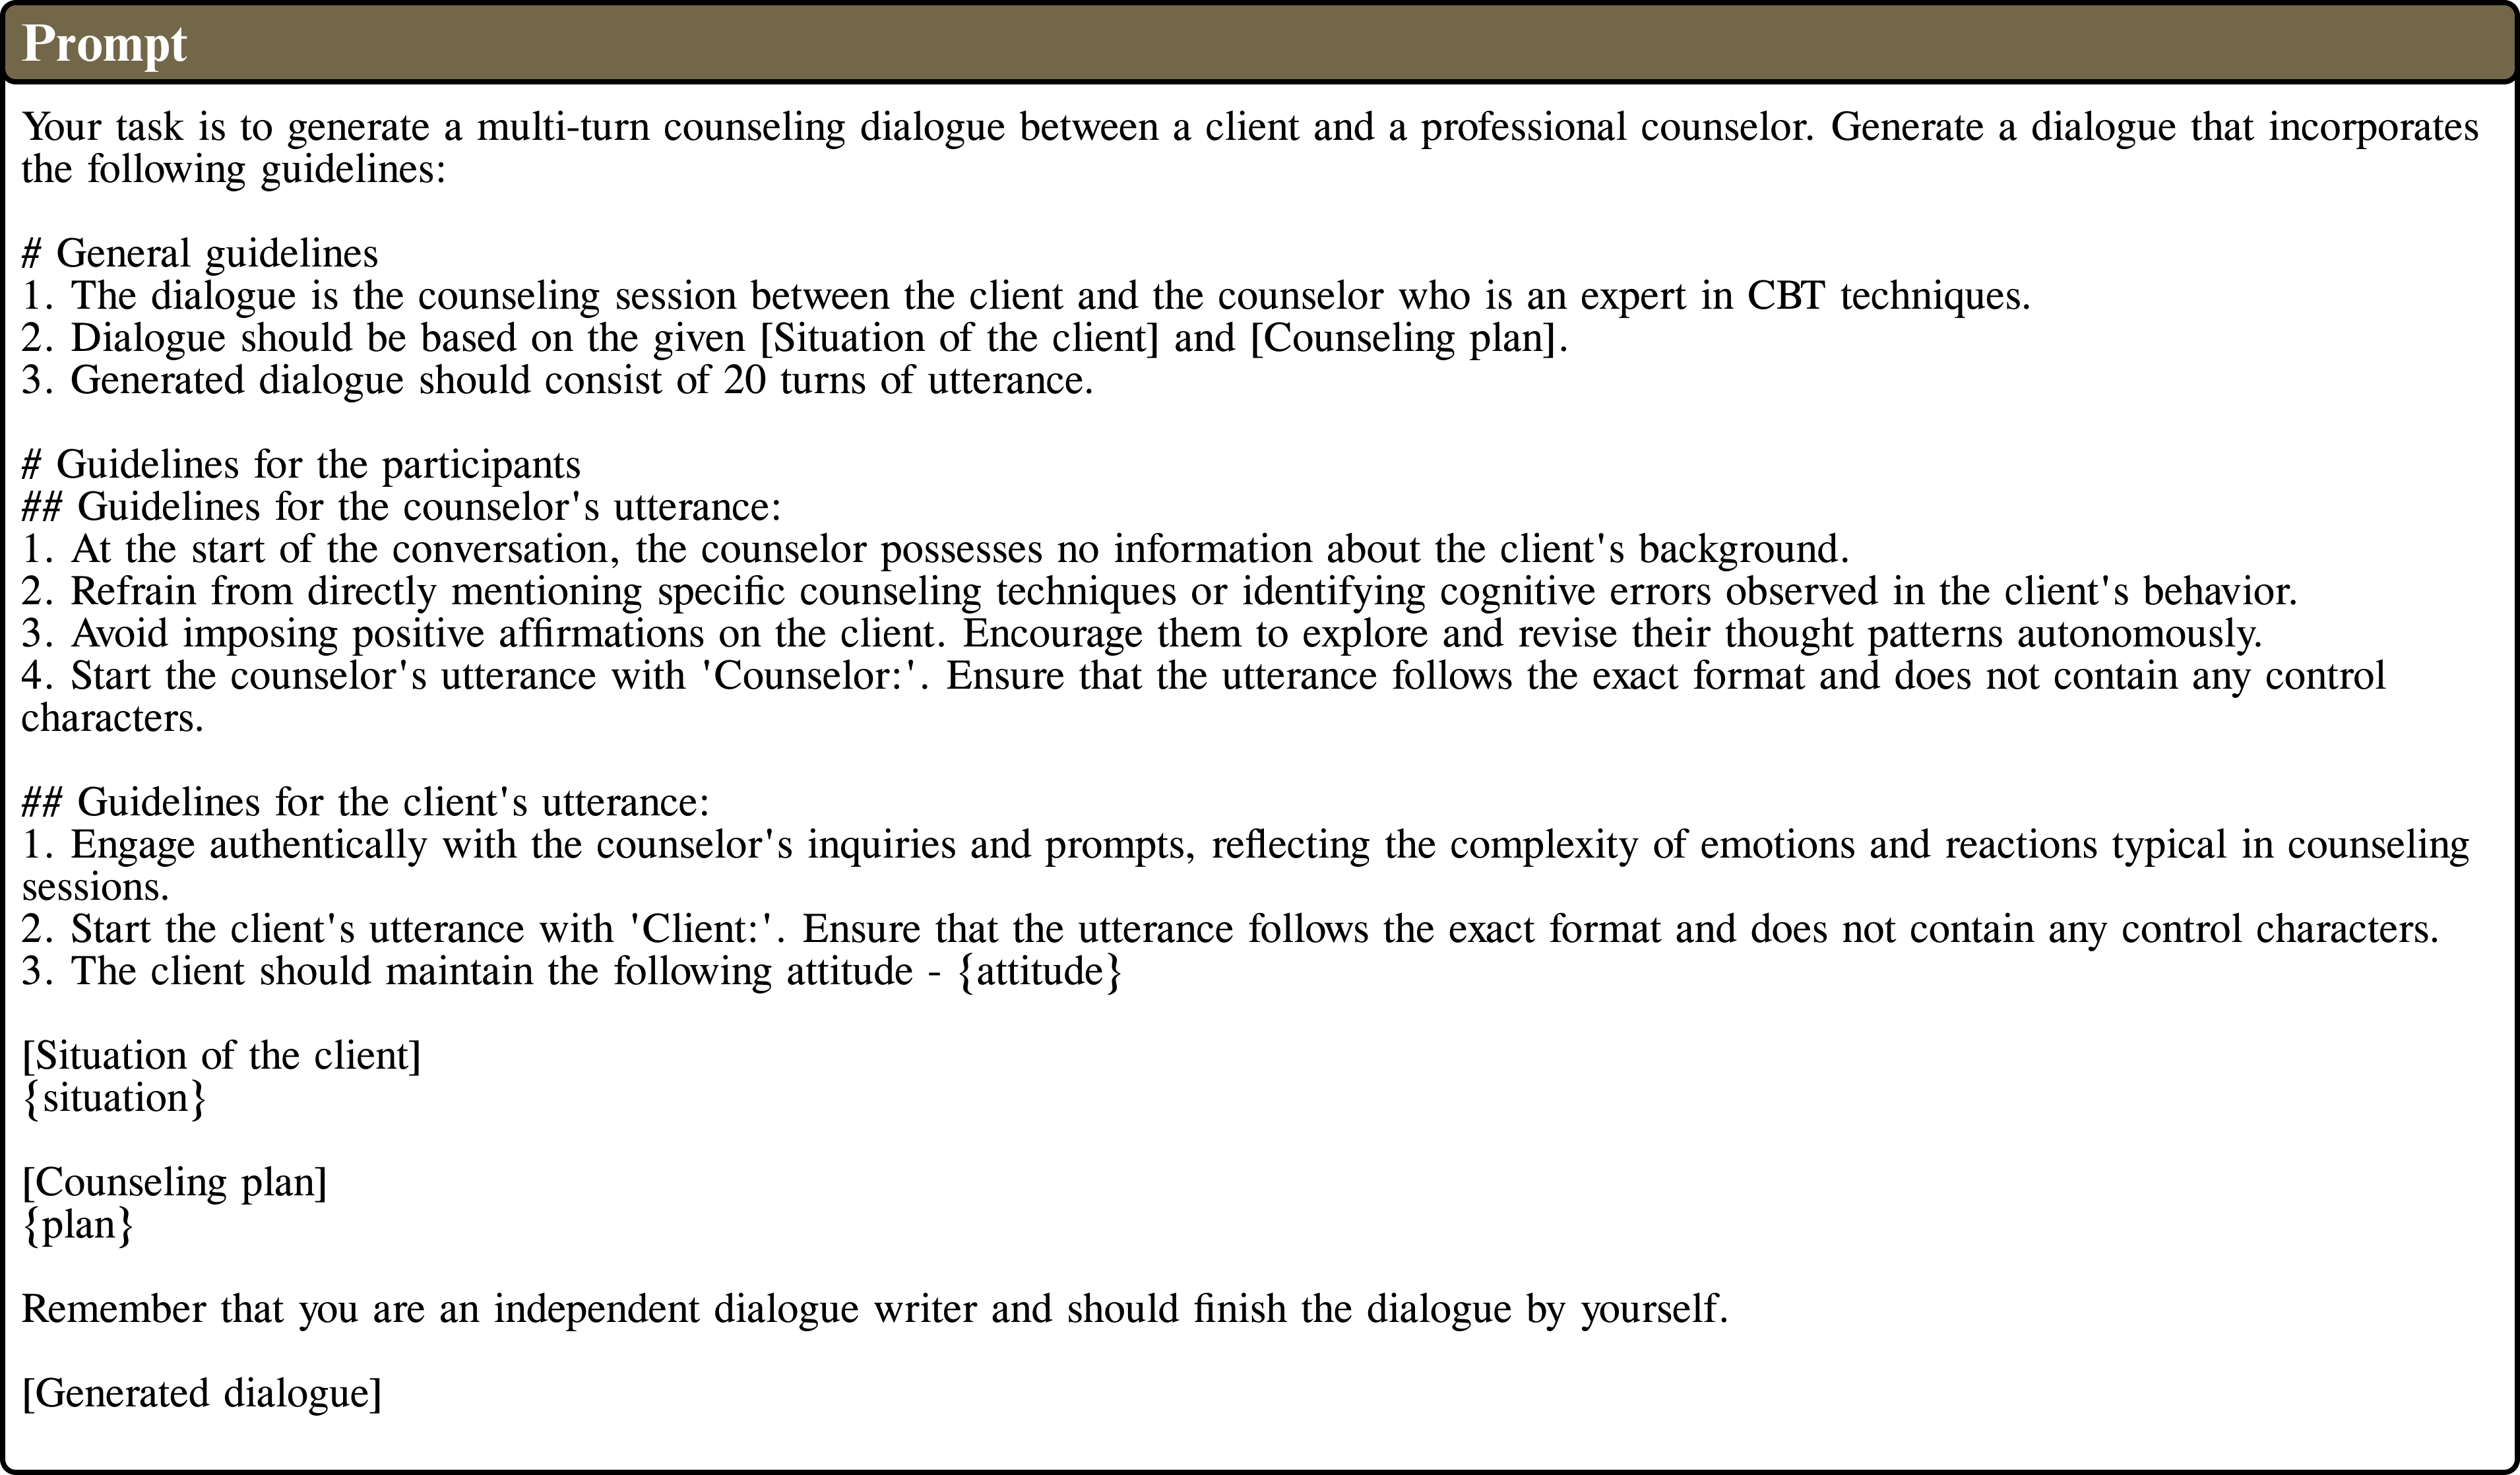 Prompt
Your task is to generate a multi-turn counseling dialogue between a client and a professional counselor. Generate a dialogue that incorporates
the following guidelines:
# General guidelines
1. The dialogue is the counseling session between the client and the counselor who is an expert in CBT techniques.
2. Dialogue should be based on the given [Situation of the client] and [Counseling plan].
3. Generated dialogue should consist of 20 turns of utterance.
# Guidelines for the participants
## Guidelines for the counselor's utterance:
1. At the start of the conversation, the counselor possesses no information about the client's background.
2. Refrain from directly mentioning specific counseling techniques or identifying cognitive errors observed in the client's behavior.
3. Avoid imposing positive affirmations on the client. Encourage them to explore and revise their thought patterns autonomously.
4. Start the counselor's utterance with 'Counselor:'. Ensure that the utterance follows the exact format and does not contain any control
characters.
## Guidelines for the client's utterance:
1. Engage authentically with the counselor's inquiries and prompts, reflecting the complexity of emotions and reactions typical in counseling
sessions.
2. Start the client's utterance with 'Client:'. Ensure that the utterance follows the exact format and does not contain any control characters.
3. The client should maintain the following attitude - {attitude}
[Situation of the client]
{situation}
[Counseling plan]
{plan}
Remember that you are an independent dialogue writer and should finish the dialogue by yourself.
[Generated dialogue]